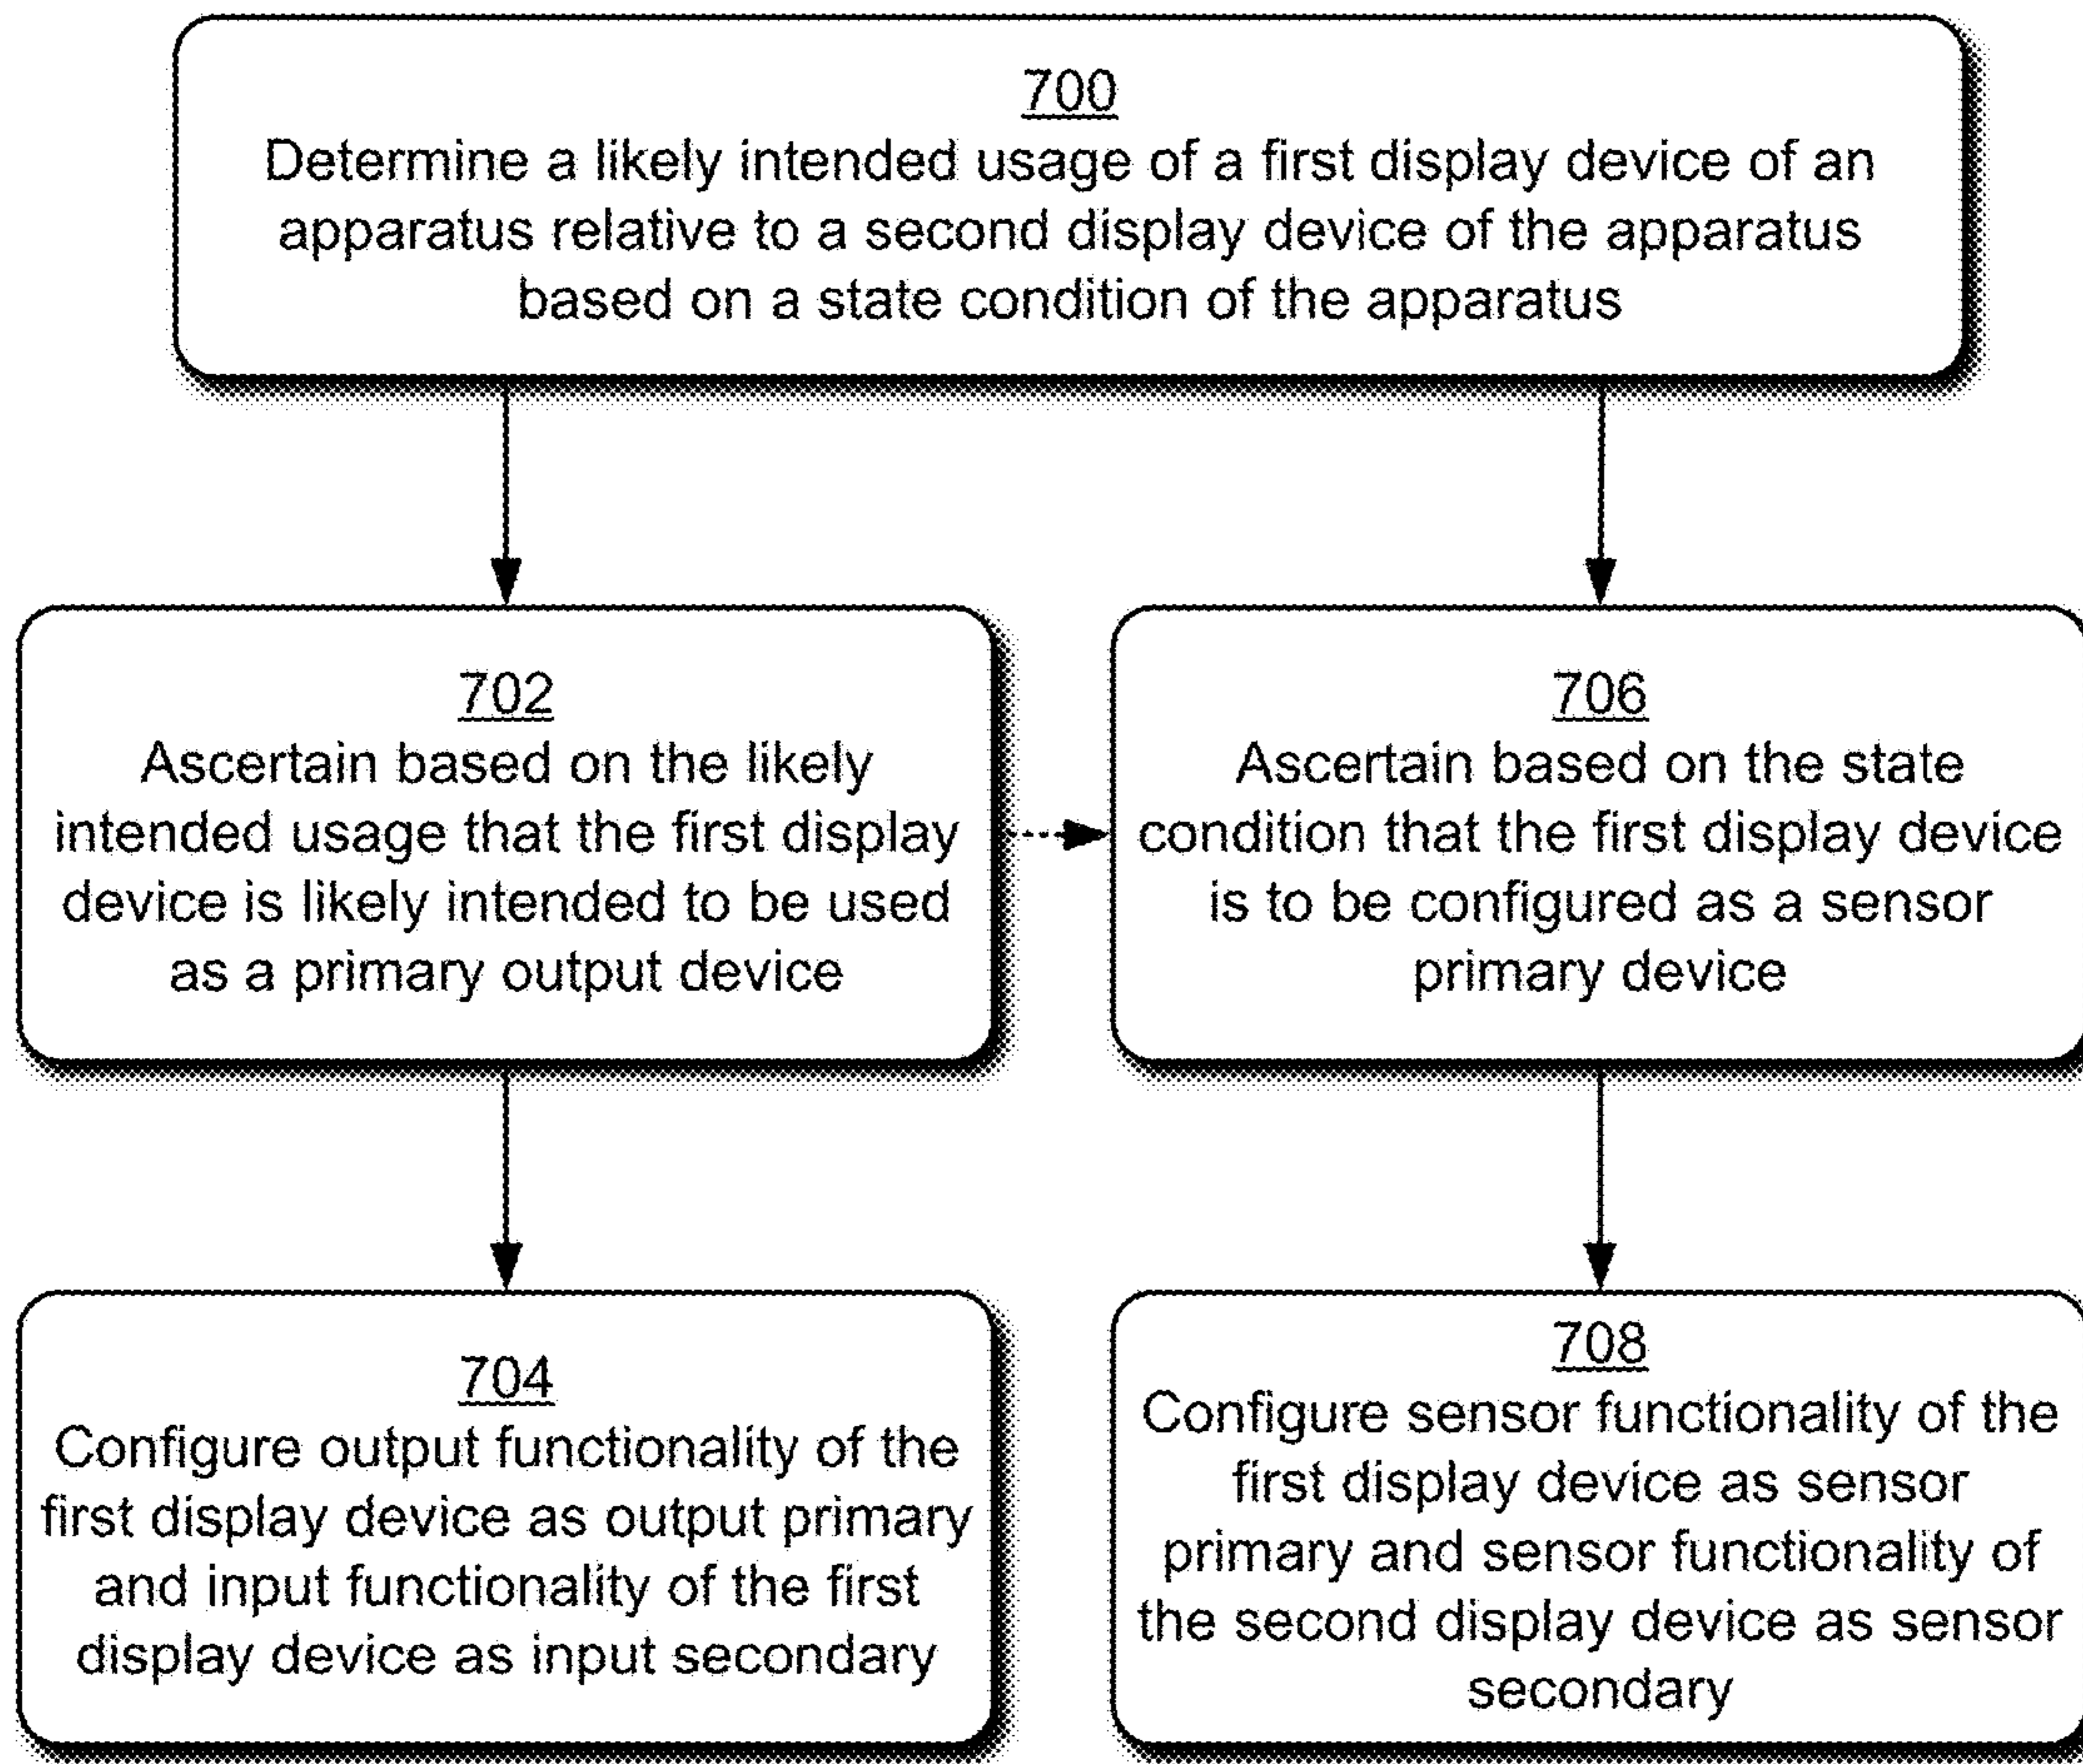 700
Determine a likely intended usage of a first display device of an
apparatus relative to a second display device of the apparatus
based on a state condition of the apparatus
702
Ascertain based on the likely
intended usage that the first display
device is likely intended to be used
as a primary output device
706
Ascertain based on the state
condition that the first display device
is to be configured as a sensor
primary device
704
Configure output functionality of the
first display device as output primary
and input functionality of the first
display device as input secondary
708
Configure sensor functionality of the
first display device as sensor
primary and sensor functionality of
the second display device as sensor
secondary